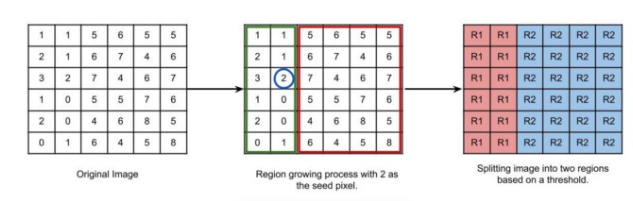 1 1 5 6 5 5
2 1 6 7 4 6
3 2 7 4 6 7
1 0 5 5 7 6
2 0 4 6 8 5
0 1 6 4 5 8
Original Image
1 1 5 6 5 5
2 1 6 7 4 6
3 2 7 4 6 7
1 0 5 5 7 6
2 0 4 6 8 5
0 1 6 4 5 8
Region growing process with 2 as
the seed pixel.
R1 R1 R2 R2 R2 R2
R1 R1 R2 R2 R2 R2
R1 R1 R2 R2 R2 R2
R1 R1 R2 R2 R2 R2
R1 R1 R2 R2 R2 R2
R1 R1 R2 R2 R2 R2
Splitting image into two regions
based on a threshold.